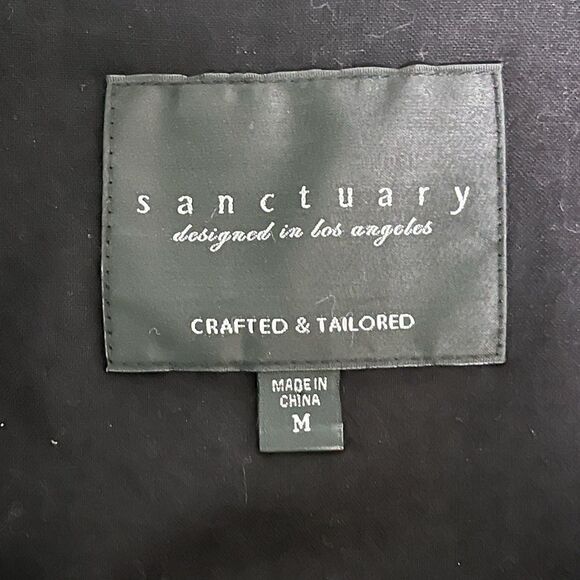 sanctuary
designed in los angeles
CRAFTED & TAILORED
MADE IN
CHINA
M